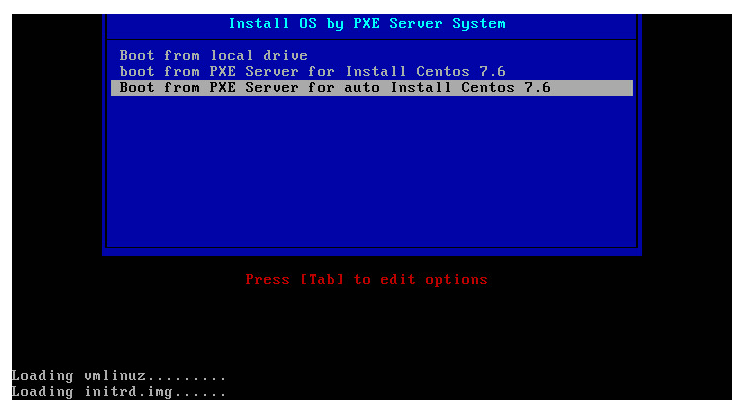 Install OS by PXE Server System
Boot from local drive
boot from PXE Server for Install Centos 7.6
Boot from PXE Server for auto Install Centos 7.6
Press [Tab] to edit options
Loading vmlinuz.........
Loading initrd.img......